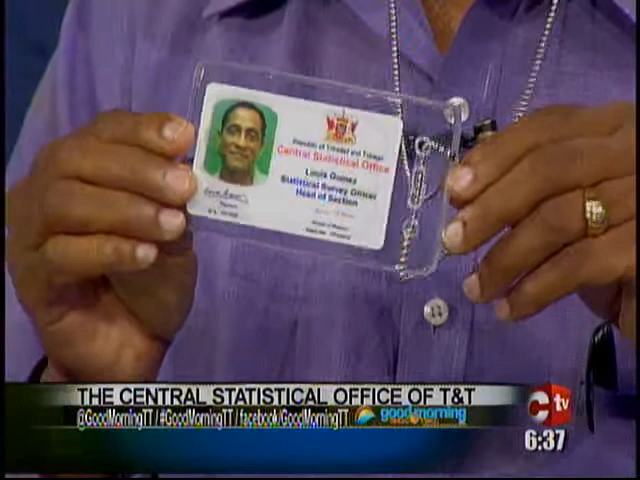 Republic of Trinidad and Tobago
Central Statistical Office
Louis
Statistical Survey Officer
Head of Section
THE CENTRAL STATISTICAL OFFICE OF T&T
@GoodMorningTT / #GoodMorningTT / facebook/GoodMorningTT
good morning
C tv
6:37